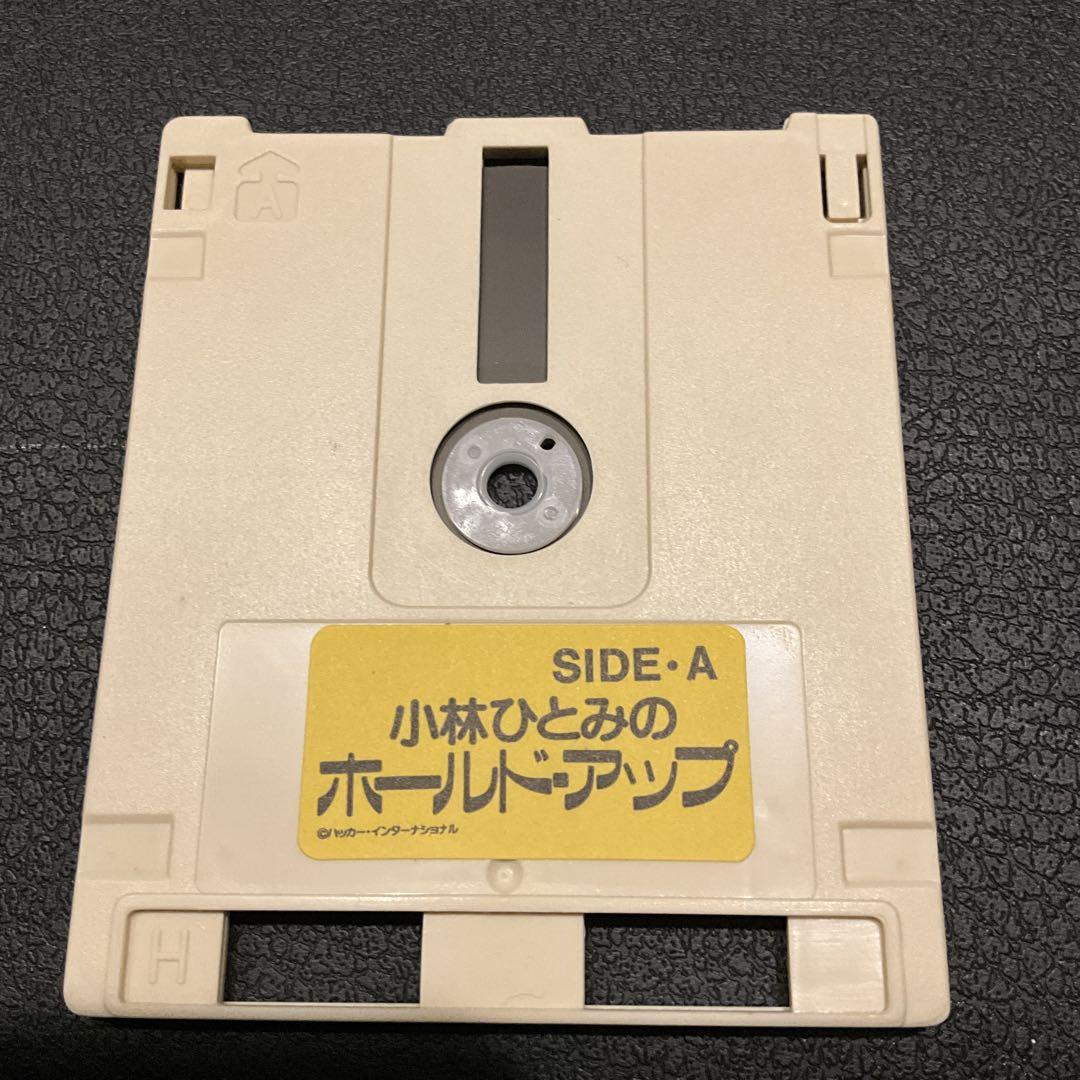 A
SIDE・A
小林ひとみの
ホールド・アップ
©ハッカー・インターナショナル
H